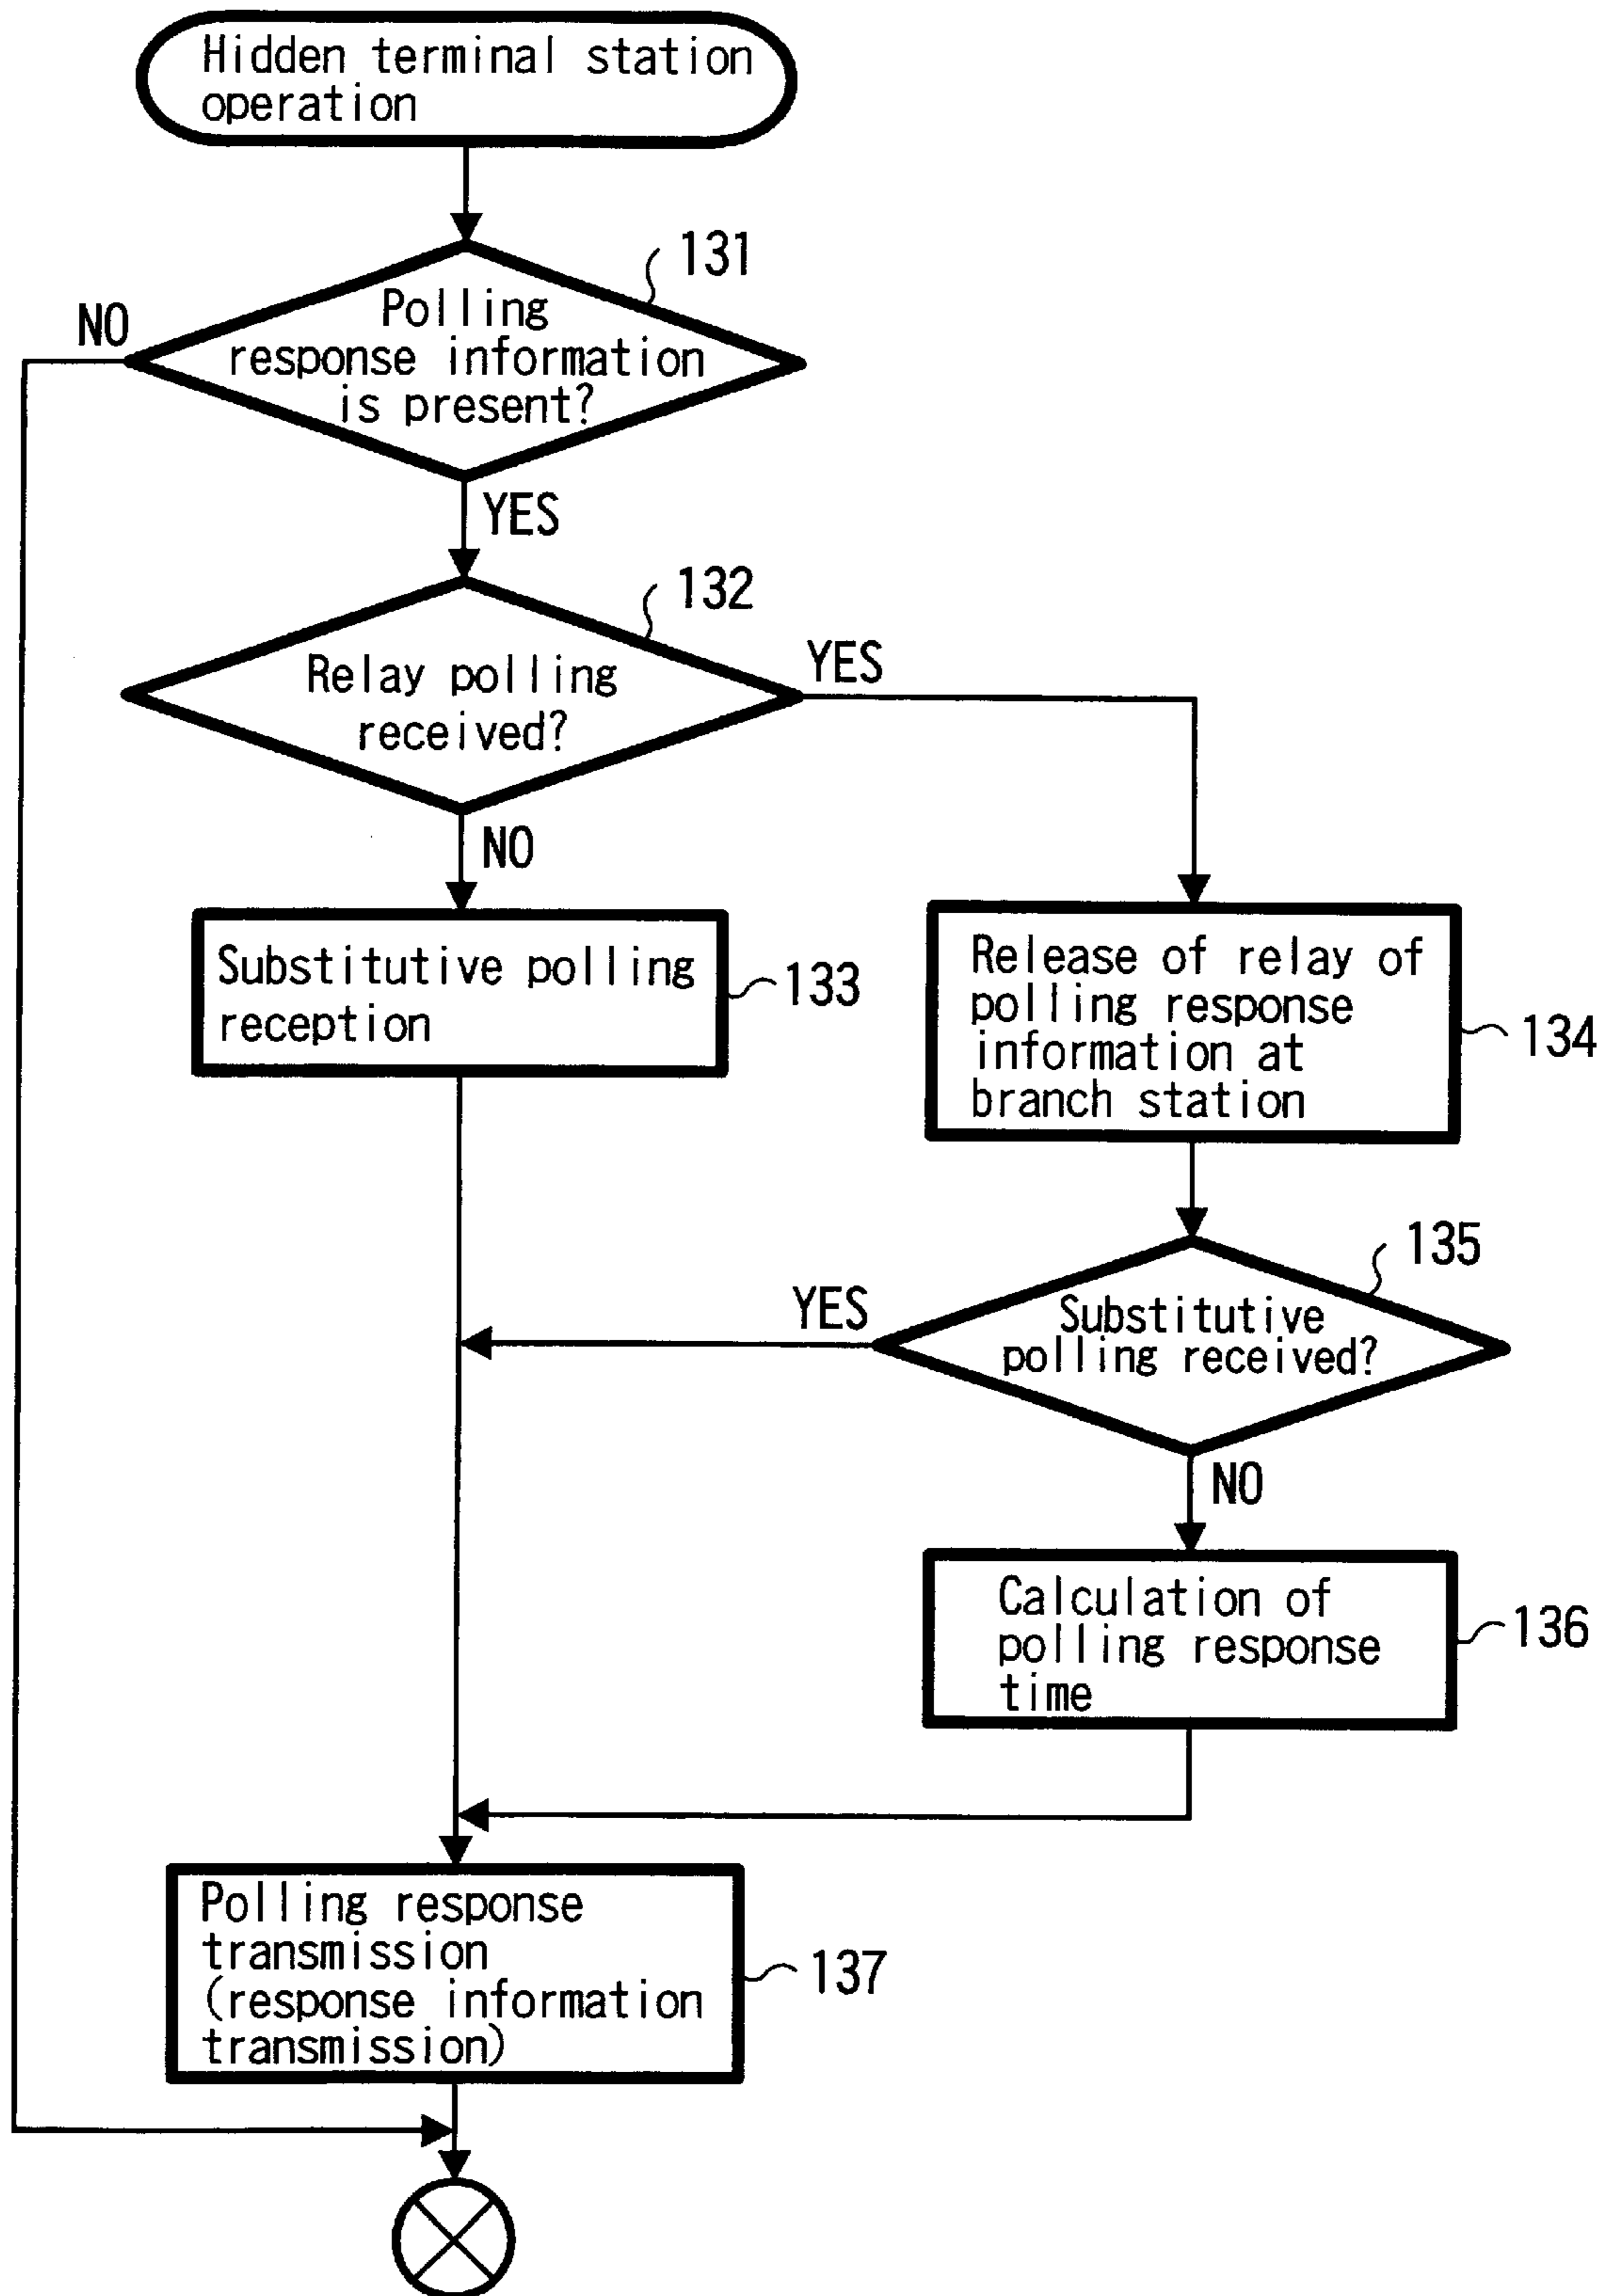 Hidden terminal station
operation
131
NO
Polling
response information
is present?
YES
132
YES
Relay polling
received?
NO
Substitutive polling
reception
133
Release of relay of
polling response
information at
branch station
134
135
YES
Substitutive
polling received?
NO
Calculation of
polling response
time
136
Polling response
transmission
(response information
transmission)
137